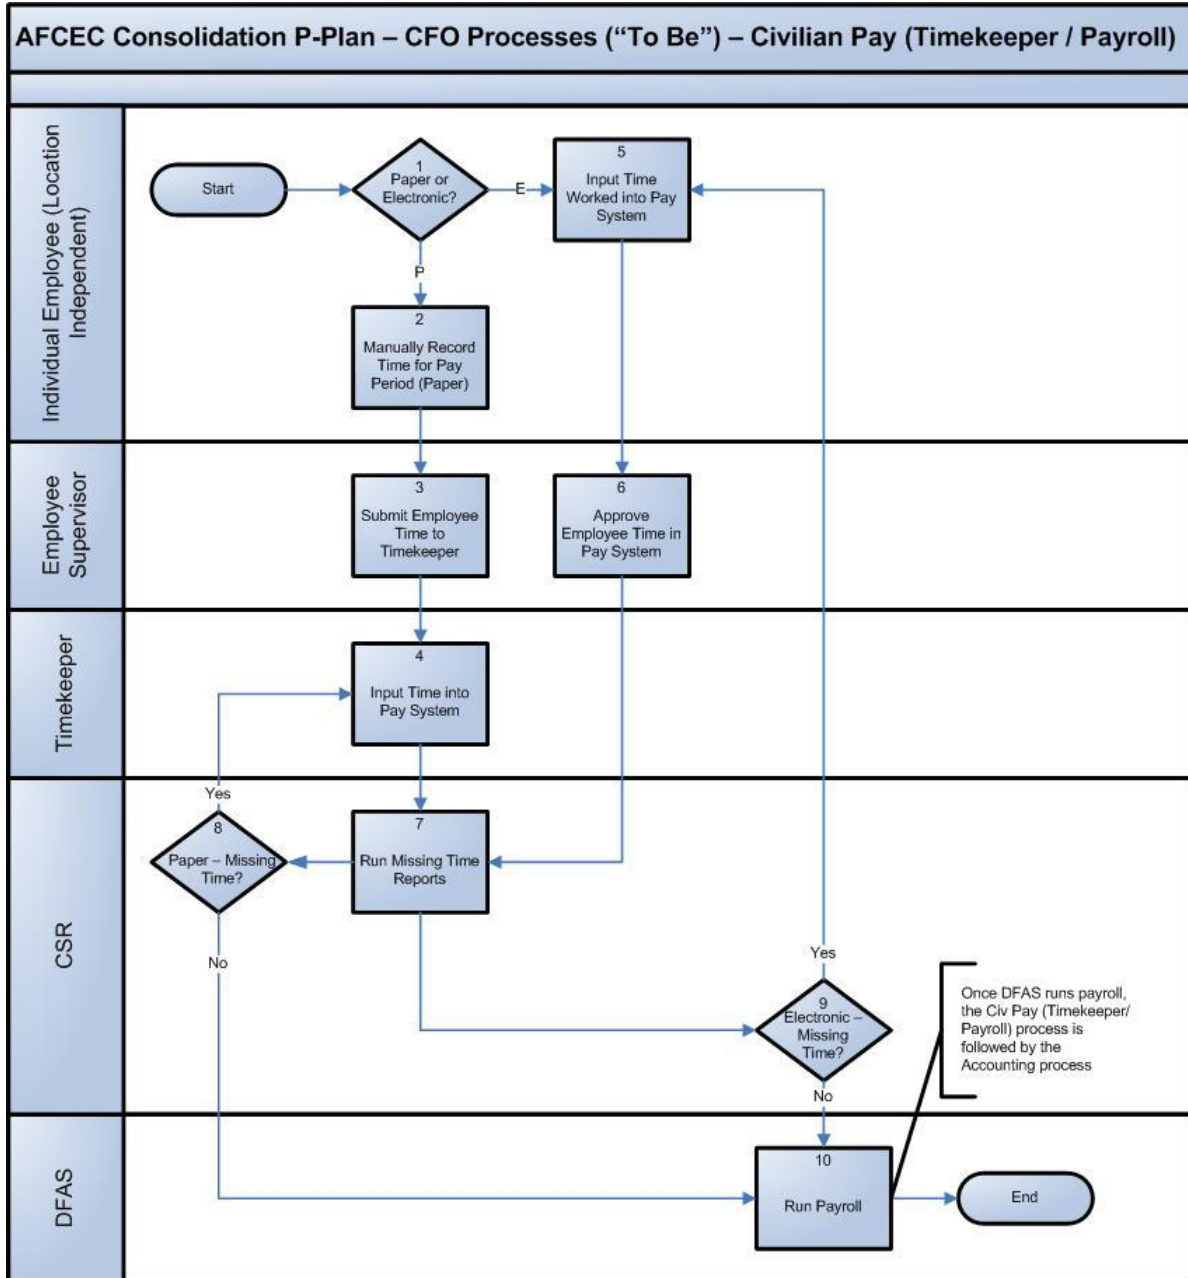 AFCEC Consolidation P-Plan – CFO Processes (“To Be”) – Civilian Pay (Timekeeper / Payroll)
Individual Employee (Location
Independent)
Start
1
Paper or
Electronic?
E
P
5
Input Time
Worked into Pay
System
2
Manually Record
Time for Pay
Period (Paper)
Employee
Supervisor
3
Submit Employee
Time to
Timekeeper
6
Approve
Employee Time in
Pay System
Timekeeper
4
Input Time into
Pay System
CSR
Yes
8
Paper – Missing
Time?
No
7
Run Missing Time
Reports
Yes
9
Electronic –
Missing
Time?
No
Once DFAS runs payroll,
the Civ Pay (Timekeeper/
Payroll) process is
followed by the
Accounting process
DFAS
10
Run Payroll
End